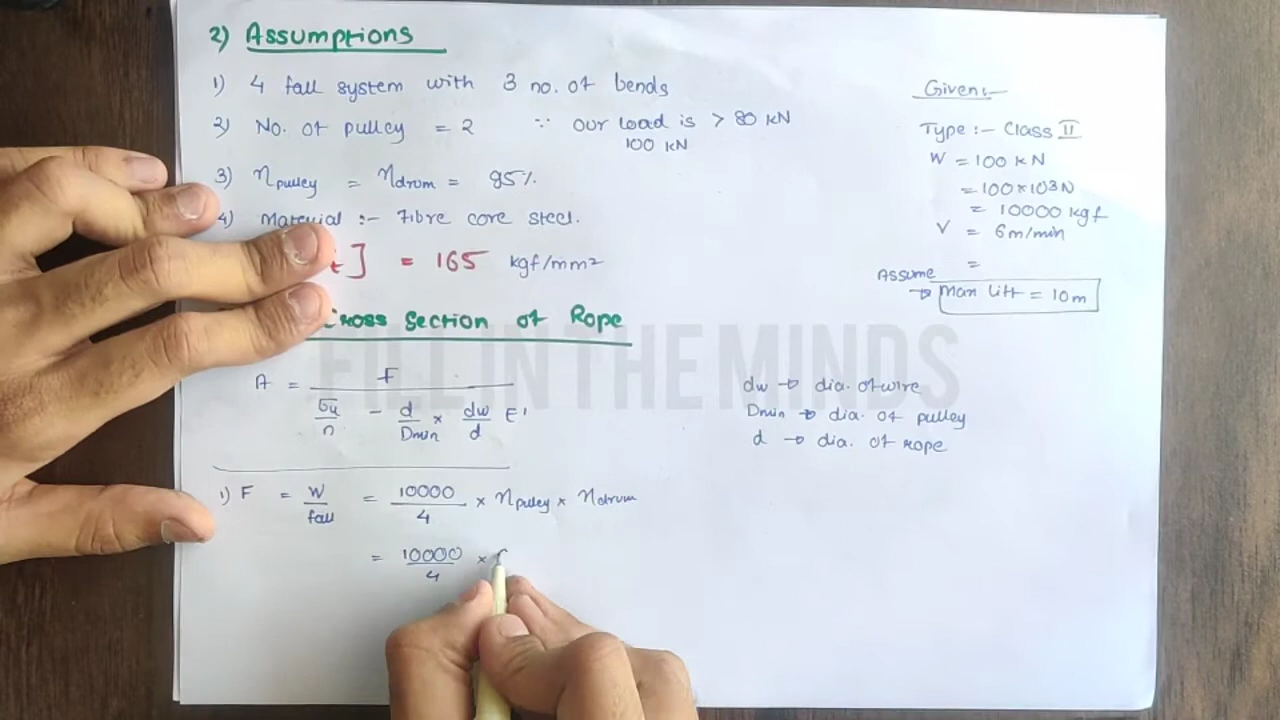 2) Assumptions
1) 4 fall system with 3 no. of bends
2) No. of pulley = 2 ∵ our load is > 80 kN
100 kN
3) ηpulley = ηdrum = 95%.
4) Material :- Fibre core steel.
t] = 165 kgf/mm²
Cross Section of Rope
A = F / (σu/n - d/Dmin × dw/d E')
1) F = W/fall = 10000/4 × ηpulley × ηdrum
= 10000/4 ×
Given:-
Type :- Class II
W = 100 kN
= 100×103N
= 10000 kgf
V = 6m/min
=
Assume
→ Max Lift = 10m
dw → dia. of wire
Dmin → dia. of pulley
d → dia. of rope
FILL IN THE MINDS